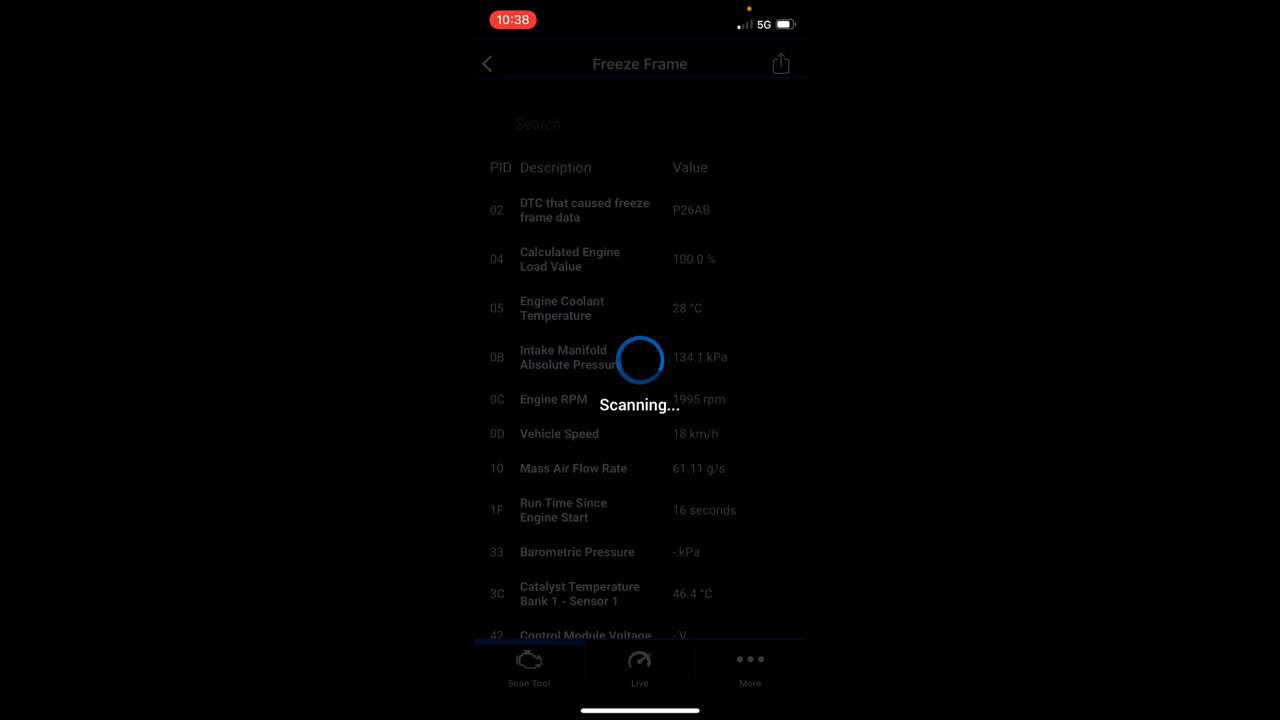 10:38
5G
Freeze Frame
Search
PID Description Value
02 DTC that caused freeze frame data P26AB
04 Calculated Engine Load Value 100.0 %
05 Engine Coolant Temperature 28 °C
0B Intake Manifold Absolute Pressure 134.1 kPa
0C Engine RPM 1995 rpm
Scanning...
0D Vehicle Speed 18 km/h
10 Mass Air Flow Rate 61.11 g/s
1F Run Time Since Engine Start 16 seconds
33 Barometric Pressure - kPa
3C Catalyst Temperature Bank 1 - Sensor 1 46.4 °C
42 Control Module Voltage - V
Scan Tool Live More